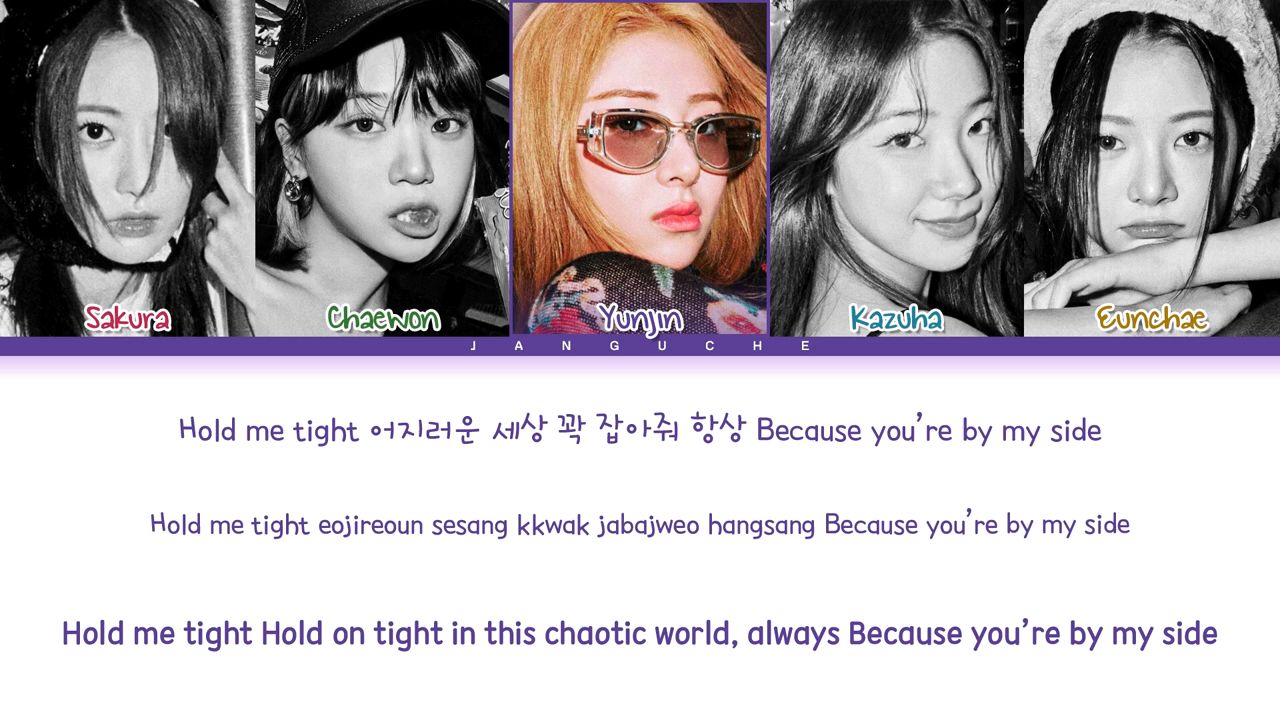 Sakura
Chaewon
Yunjin
Kazuha
Eunchae
JANGUCHE
Hold me tight 어지러운 세상 꽉 잡아줘 항상 Because you're by my side
Hold me tight eojireoun sesang kkwak jabajweo hangsang Because you're by my side
Hold me tight Hold on tight in this chaotic world, always Because you're by my side